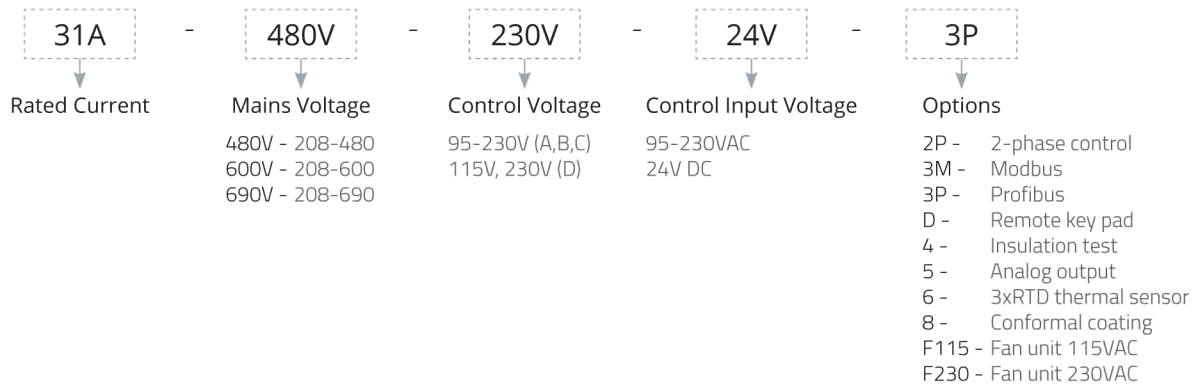 31A - 480V - 230V - 24V - 3P
Rated Current Mains Voltage Control Voltage Control Input Voltage Options
480V - 208-480 95-230V (A,B,C) 95-230VAC 2P - 2-phase control
600V - 208-600 115V, 230V (D) 24V DC 3M - Modbus
690V - 208-690 3P - Profibus
D - Remote key pad
4 - Insulation test
5 - Analog output
6 - 3xRTD thermal sensor
8 - Conformal coating
F115 - Fan unit 115VAC
F230 - Fan unit 230VAC